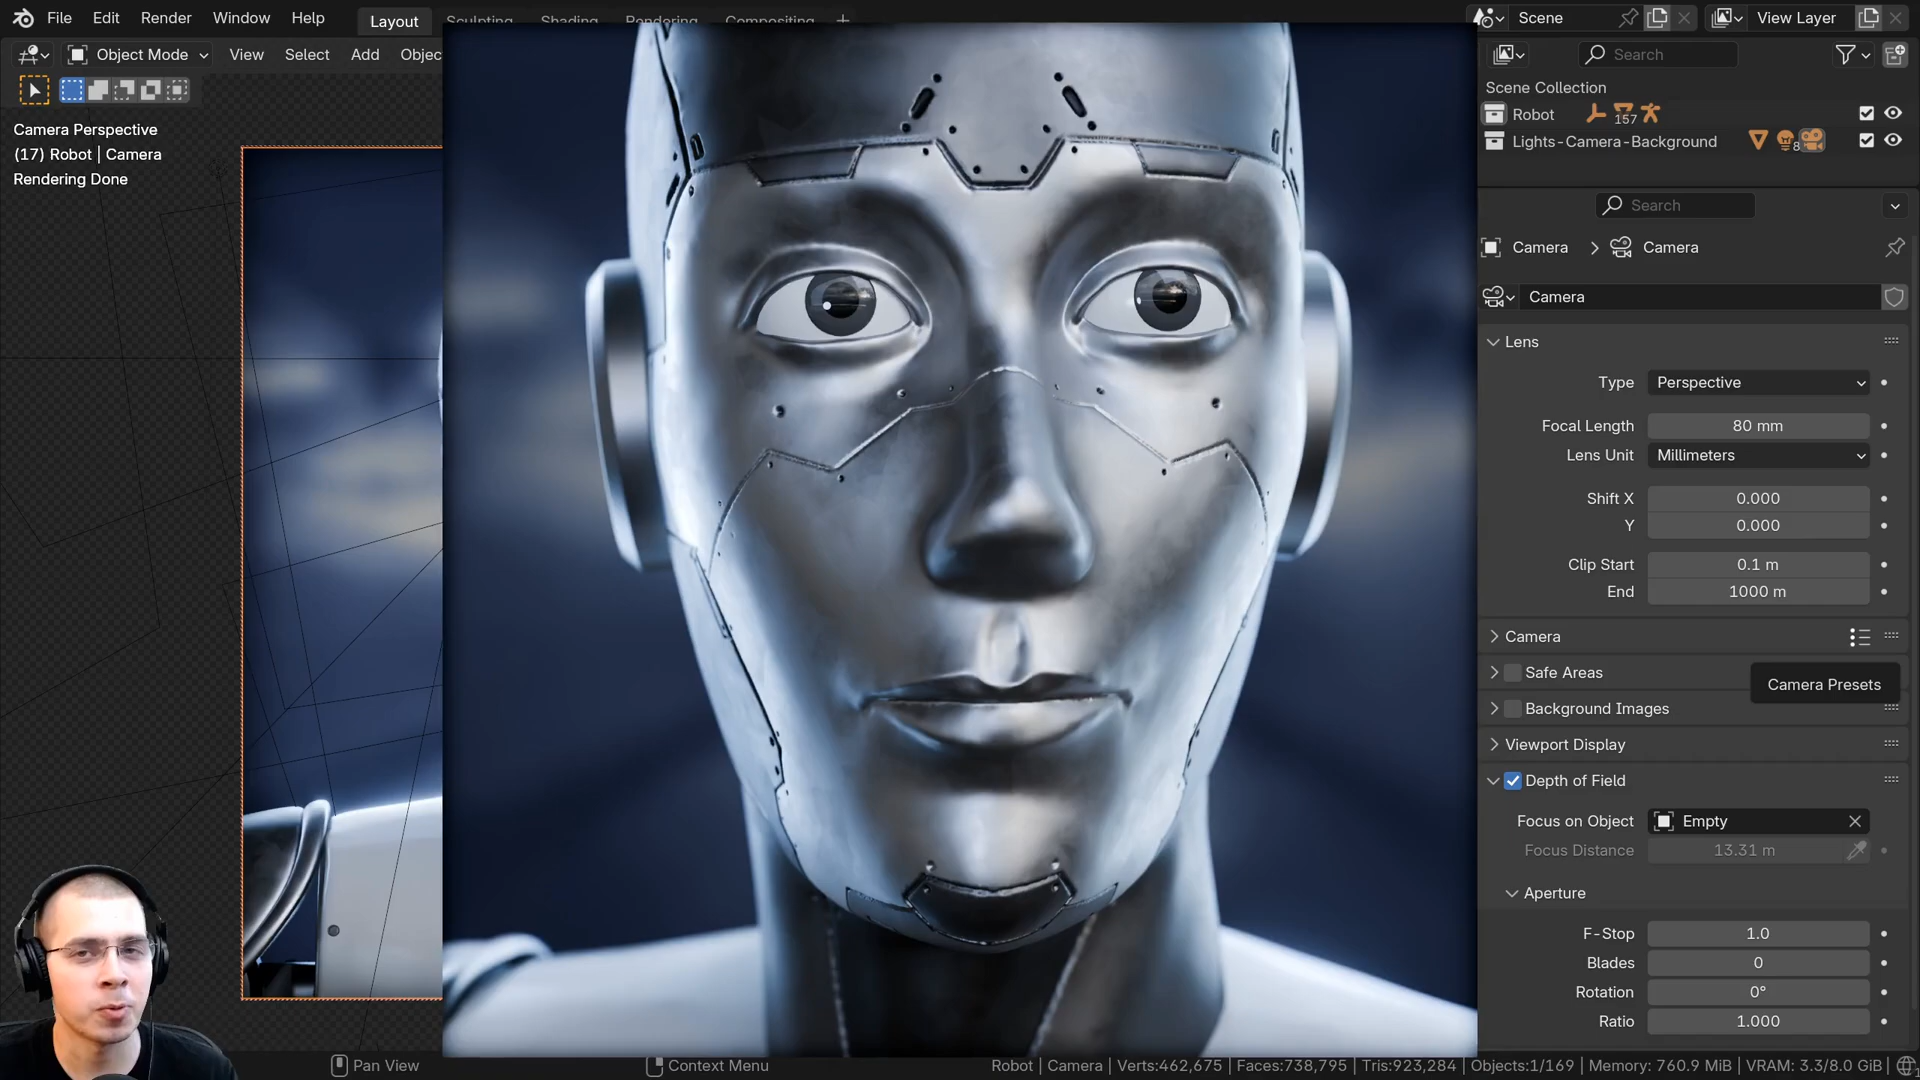 File Edit Render Window Help Layout Sculpting Shading Rendering Compositing + Scene View Layer
Object Mode View Select Add Objec Search
Camera Perspective
(17) Robot | Camera
Rendering Done
Scene Collection
Robot 157
Lights-Camera-Background 8
Search
Camera > Camera
Camera
Lens
Type Perspective
Focal Length 80 mm
Lens Unit Millimeters
Shift X 0.000
Y 0.000
Clip Start 0.1 m
End 1000 m
Camera
Safe Areas
Camera Presets
Background Images
Viewport Display
Depth of Field
Focus on Object Empty
Focus Distance 13.31 m
Aperture
F-Stop 1.0
Blades 0
Rotation 0°
Ratio 1.000
Pan View Context Menu Robot | Camera | Verts:462,675 | Faces:738,795 | Tris:923,284 | Objects:1/169 | Memory: 760.9 MiB | VRAM: 3.3/8.0 GiB |